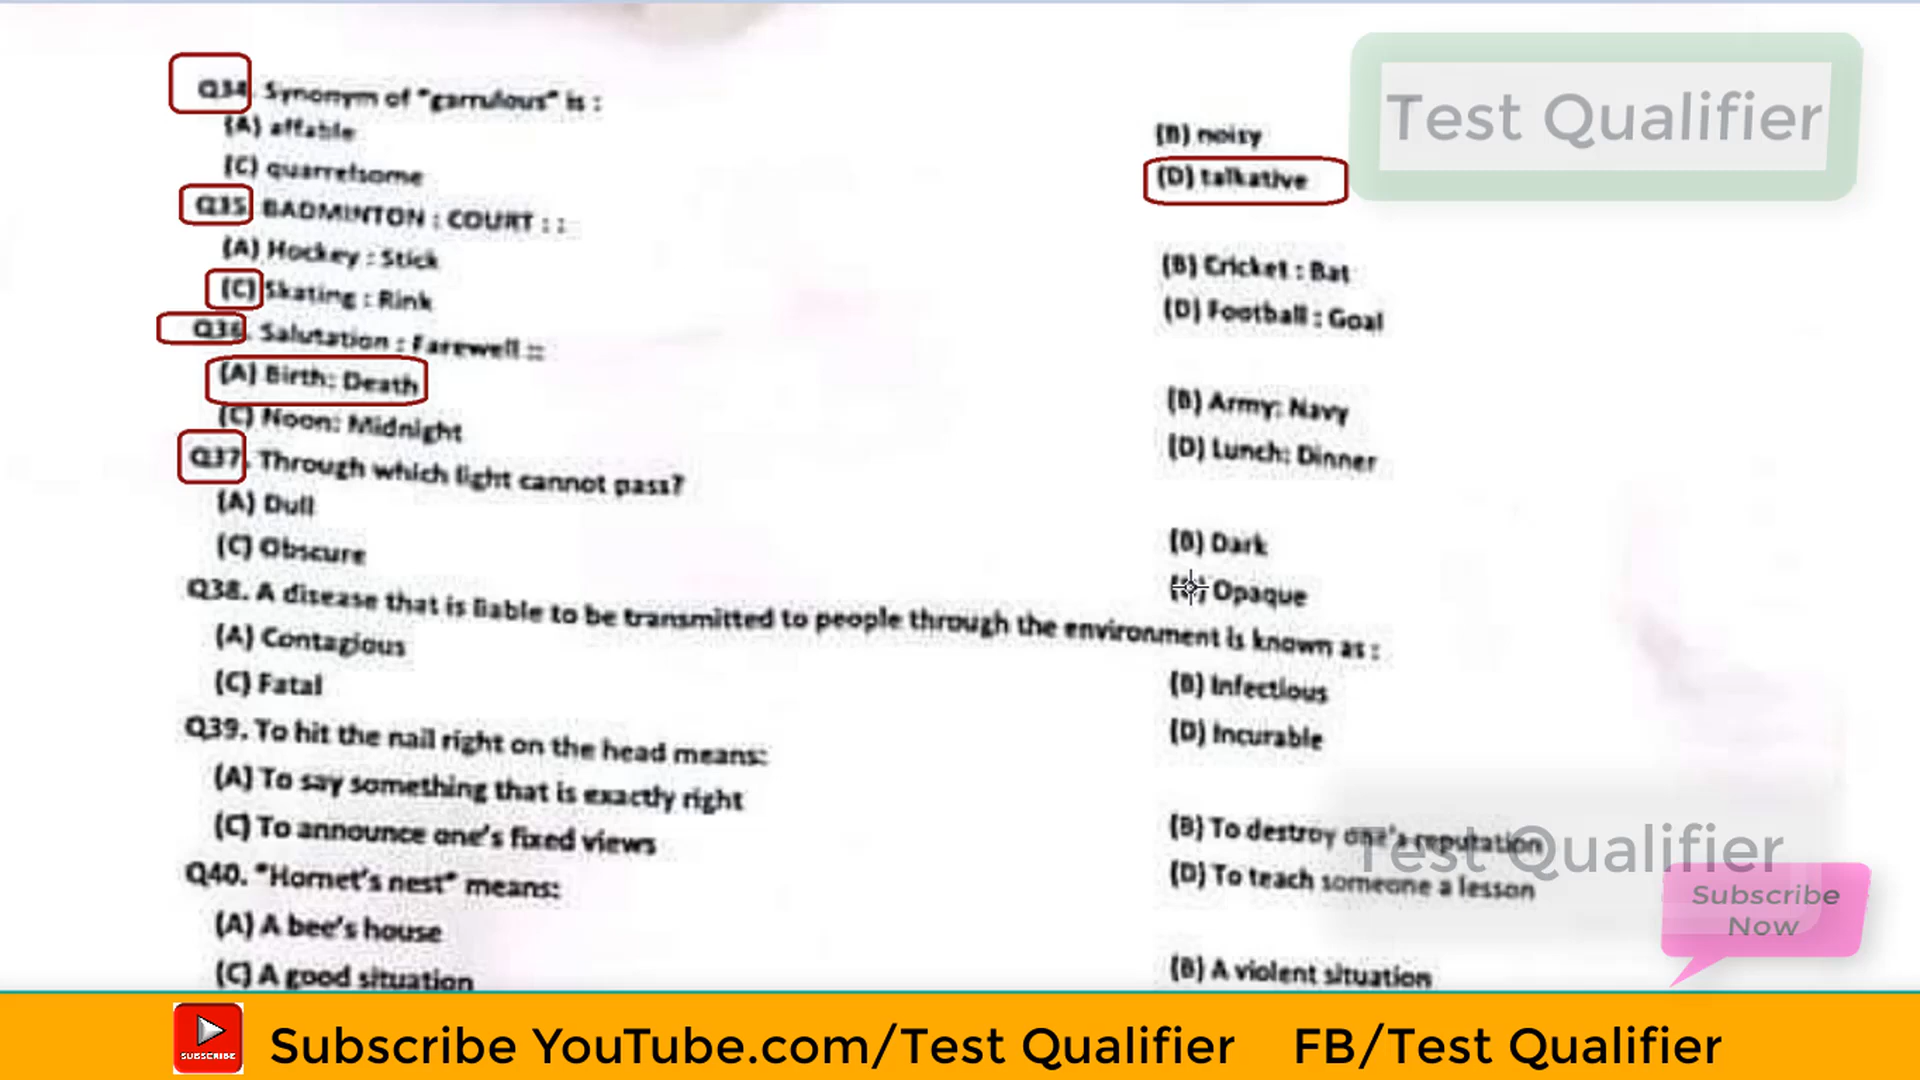 Q34. Synonym of "garrulous" is :
(A) affable
(B) noisy
(C) quarrelsome
(D) talkative
Q35. BADMINTON : COURT : :
(A) Hockey : Stick
(B) Cricket : Bat
(C) Skating : Rink
(D) Football : Goal
Q36. Salutation : Farewell ::
(A) Birth: Death
(B) Army: Navy
(C) Noon: Midnight
(D) Lunch: Dinner
Q37. Through which light cannot pass?
(A) Dull
(B) Dark
(C) Obscure
Opaque
Q38. A disease that is liable to be transmitted to people through the environment is known as :
(A) Contagious
(B) Infectious
(C) Fatal
(D) Incurable
Q39. To hit the nail right on the head means:
(A) To say something that is exactly right
(B) To destroy one's reputation
(C) To announce one's fixed views
(D) To teach someone a lesson
Q40. "Hornet's nest" means:
(A) A bee's house
(B) A violent situation
(C) A good situation
Test Qualifier
Test Qualifier
Subscribe
Now
SUBSCRIBE
Subscribe YouTube.com/Test Qualifier FB/Test Qualifier